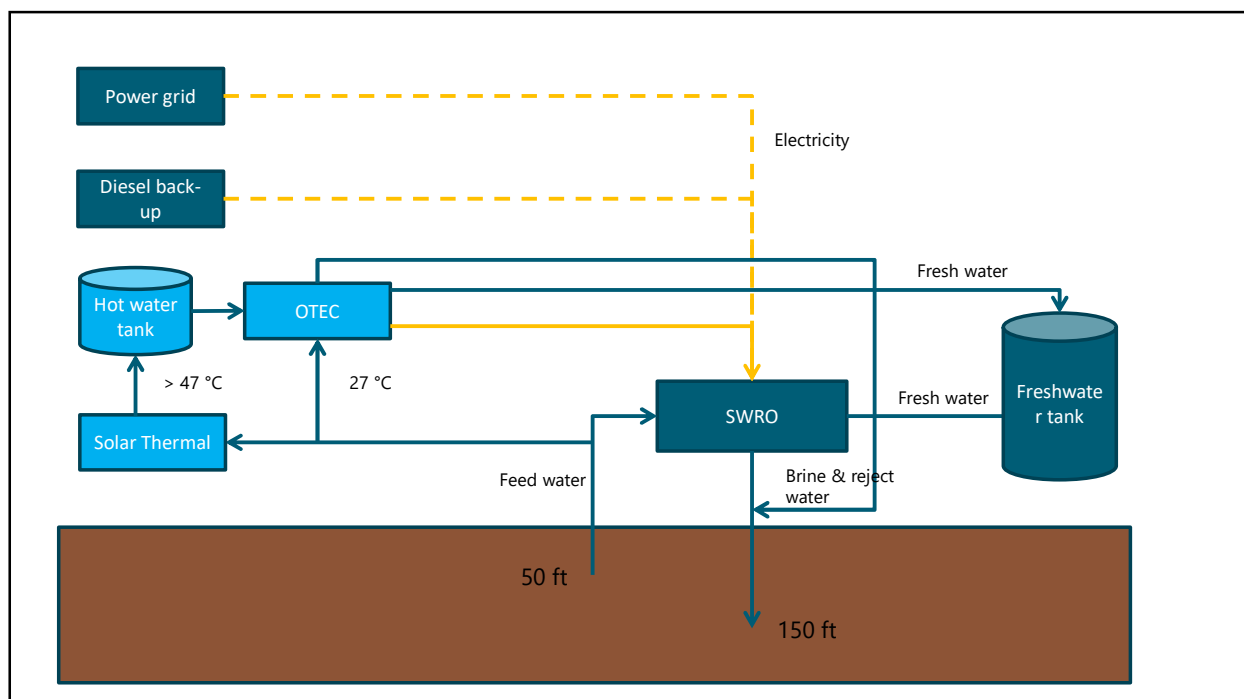 Power grid
Electricity
Diesel back-
up
Fresh water
Hot water
tank
OTEC
> 47 °C
27 °C
Fresh water
Freshwate
r tank
SWRO
Solar Thermal
Feed water
Brine & reject
water
50 ft
150 ft